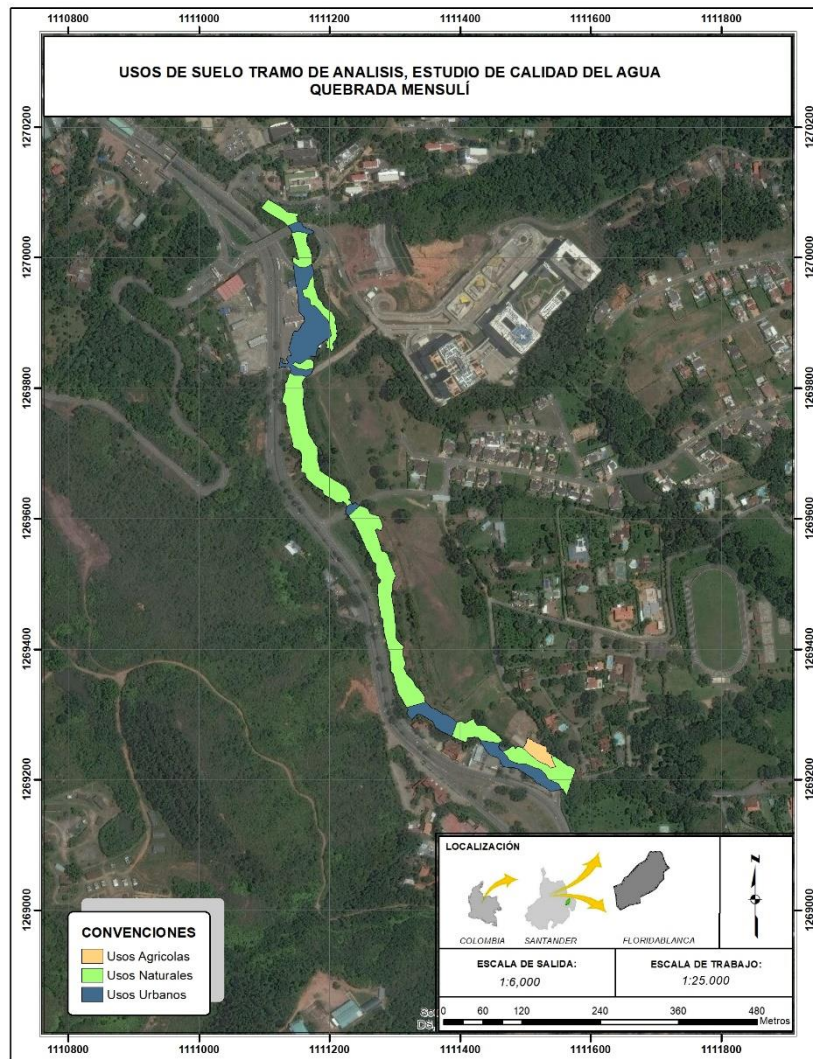 1110800 1111000 1111200 1111400 1111600 1111800
USOS DE SUELO TRAMO DE ANALISIS, ESTUDIO DE CALIDAD DEL AGUA
QUEBRADA MENSULÍ
1270200 1270200
1270000 1270000
1269800 1269800
1269600 1269600
1269400 1269400
1269200 1269200
1269000 1269000
LOCALIZACIÓN
N
COLOMBIA SANTANDER FLORIDABLANCA
ESCALA DE SALIDA: ESCALA DE TRABAJO:
1:6,000 1:25.000
0 30 60 120 240 360 480
Metros
CONVENCIONES
Usos Agricolas
Usos Naturales
Usos Urbanos
1110800 1111000 1111200 1111400 1111600 1111800